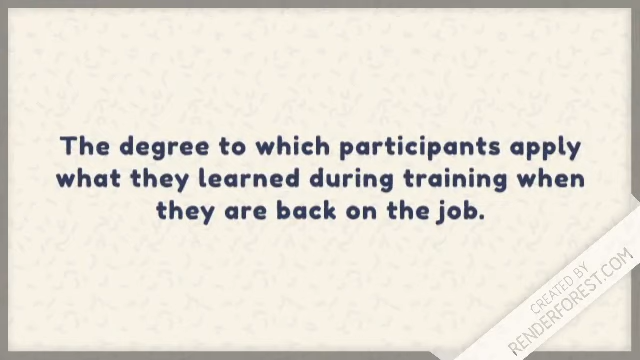 The degree to which participants apply
what they learned during training when
they are back on the job.
CREATED BY
RENDERFOREST.COM